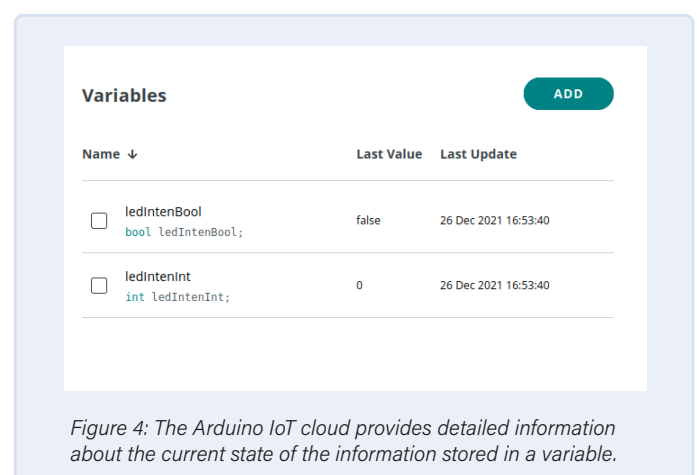 Variables
ADD
Name ↓ Last Value Last Update
ledIntenBool
bool ledIntenBool;
false 26 Dec 2021 16:53:40
ledIntenInt
int ledIntenInt;
0 26 Dec 2021 16:53:40
Figure 4: The Arduino IoT cloud provides detailed information
about the current state of the information stored in a variable.